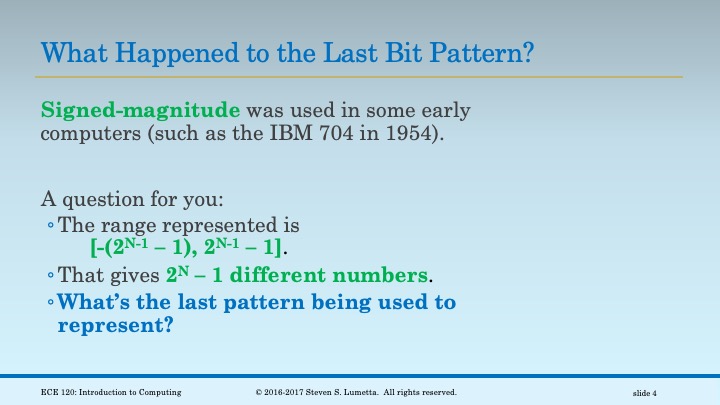 What Happened to the Last Bit Pattern?
Signed-magnitude was used in some early
computers (such as the IBM 704 in 1954).
A question for you:
◦The range represented is
[-(2ᴺ⁻¹ – 1), 2ᴺ⁻¹ – 1].
◦That gives 2ᴺ – 1 different numbers.
◦What’s the last pattern being used to
represent?
ECE 120: Introduction to Computing © 2016-2017 Steven S. Lumetta. All rights reserved. slide 4